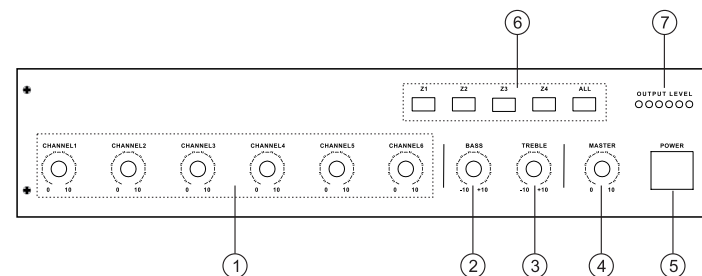 6 7
Z1 Z2 Z3 Z4 ALL
OUTPUT LEVEL
CHANNEL1 CHANNEL2 CHANNEL3 CHANNEL4 CHANNEL5 CHANNEL6 BASS TREBLE MASTER POWER
0 10 0 10 0 10 0 10 0 10 0 10 -10 +10 -10 +10 0 10
1 2 3 4 5